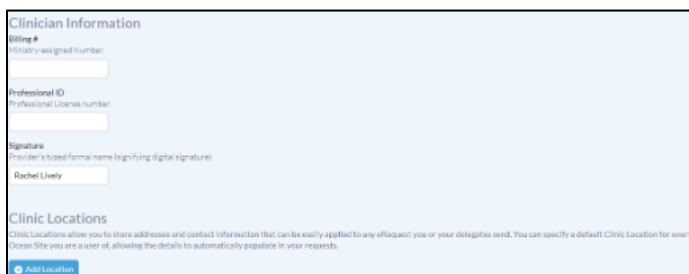 Clinician Information
Billing #
Ministry-assigned Number.
Professional ID
Professional License number.
Signature
Provider's typed formal name (signifying digital signature).
Rachel Lively
Clinic Locations
Clinic Locations allow you to store addresses and contact information that can be easily applied to any eRequest you or your delegates send. You can specify a default Clinic Location for every
Ocean Site you are a user of, allowing the details to automatically populate in your requests.
Add Location